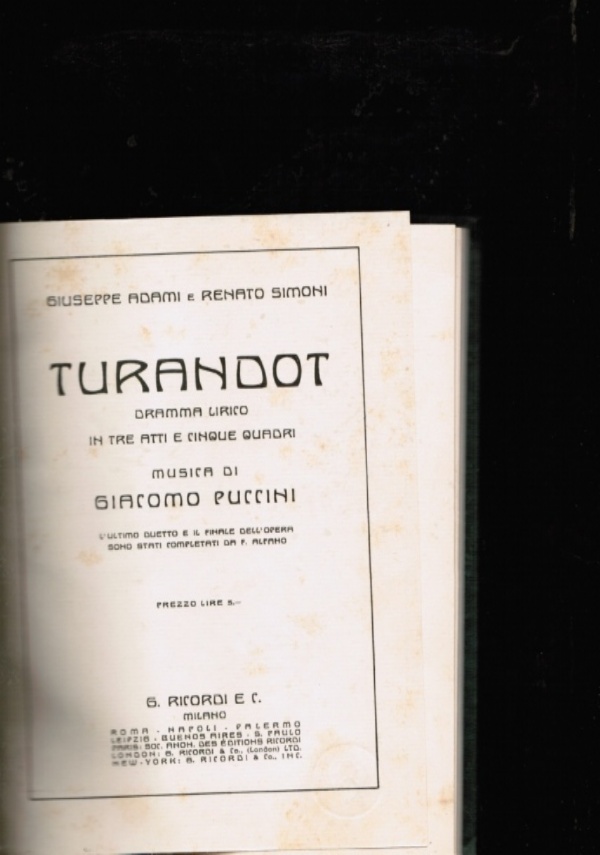 GIUSEPPE ADAMI e RENATO SIMONI
TURANDOT
DRAMMA LIRICO
IN TRE ATTI E CINQUE QUADRI
MUSICA DI
GIACOMO PUCCINI
L'ULTIMO DUETTO E IL FINALE DELL'OPERA
SONO STATI COMPLETATI DA F. ALFANO
PREZZO LIRE 5.—
G. RICORDI E C.
MILANO
ROMA - NAPOLI - PALERMO
LEIPZIG - BUENOS AIRES - S. PAULO
PARIS: SOC. ANON. DES ÉDITIONS RICORDI
LONDON: G. RICORDI & Co., (London) LTD.
NEW-YORK: G. RICORDI & Co., INC.